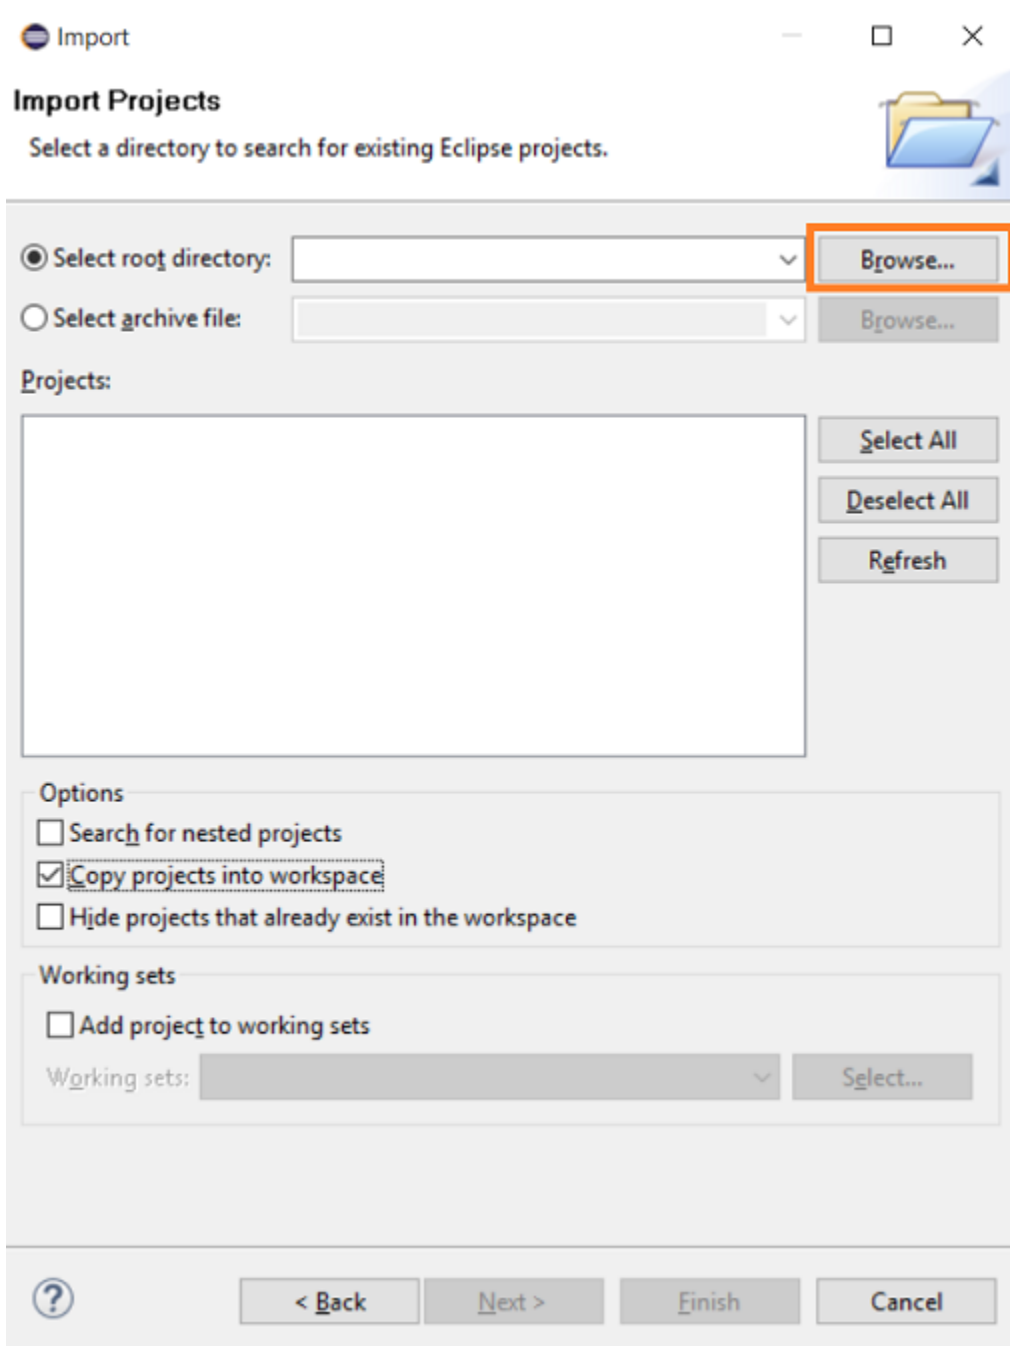 Import
Import Projects
Select a directory to search for existing Eclipse projects.
Select root directory: Browse...
Select archive file: Browse...
Projects:
Select All
Deselect All
Refresh
Options
Search for nested projects
Copy projects into workspace
Hide projects that already exist in the workspace
Working sets
Add project to working sets
Working sets: Select...
? < Back Next > Finish Cancel